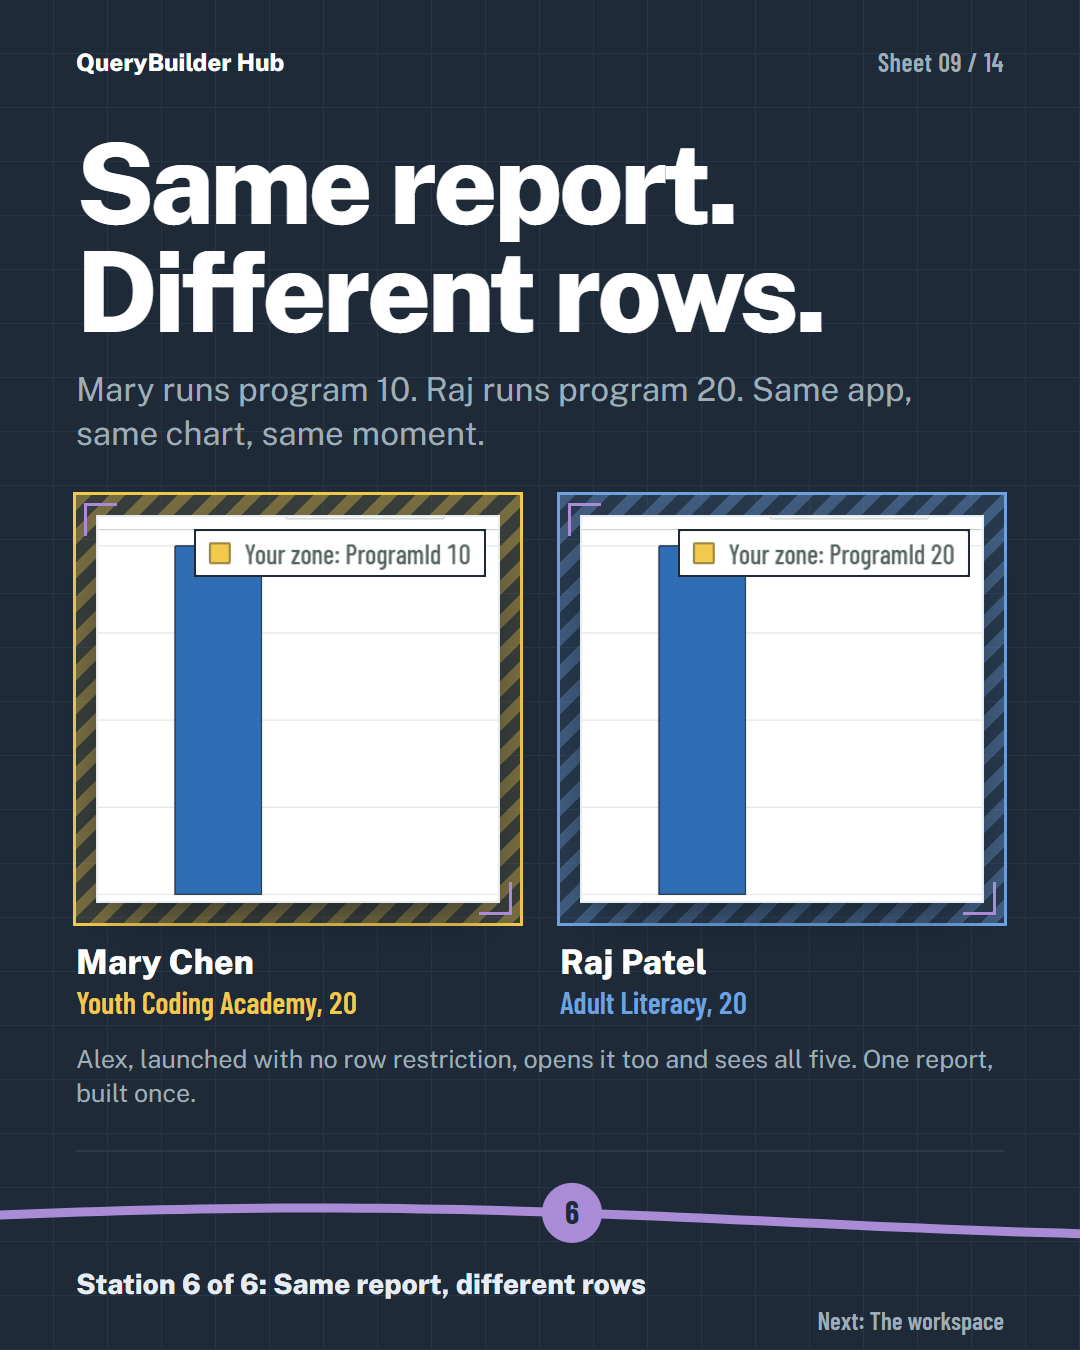 QueryBuilder Hub
Sheet 09 / 14
Same report.
Different rows.
Mary runs program 10. Raj runs program 20. Same app,
same chart, same moment.
Your zone: ProgramId 10
Your zone: ProgramId 20
Mary Chen
Youth Coding Academy, 20
Raj Patel
Adult Literacy, 20
Alex, launched with no row restriction, opens it too and sees all five. One report,
built once.
6
Station 6 of 6: Same report, different rows
Next: The workspace